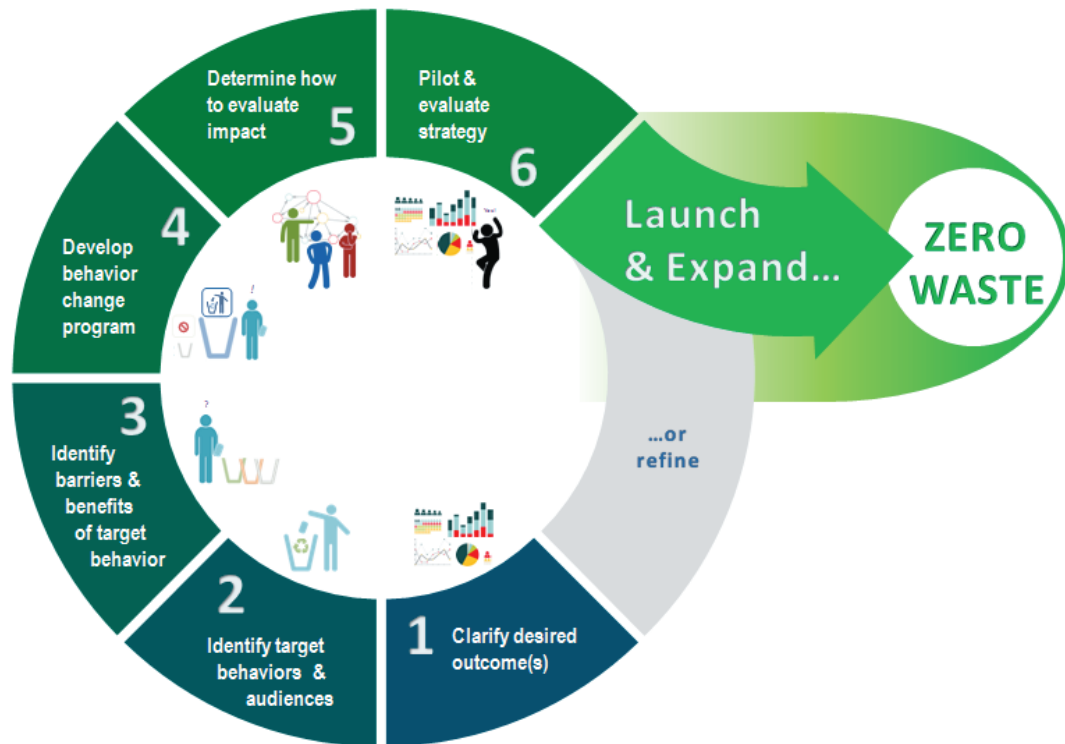 1
Clarify desired
outcome(s)
2
Identify target
behaviors &
audiences
3
Identify
barriers &
benefits
of target
behavior
4
Develop
behavior
change
program
5
Determine how
to evaluate
impact
6
Pilot &
evaluate
strategy
Launch
& Expand...
ZERO
WASTE
...or
refine
!
?